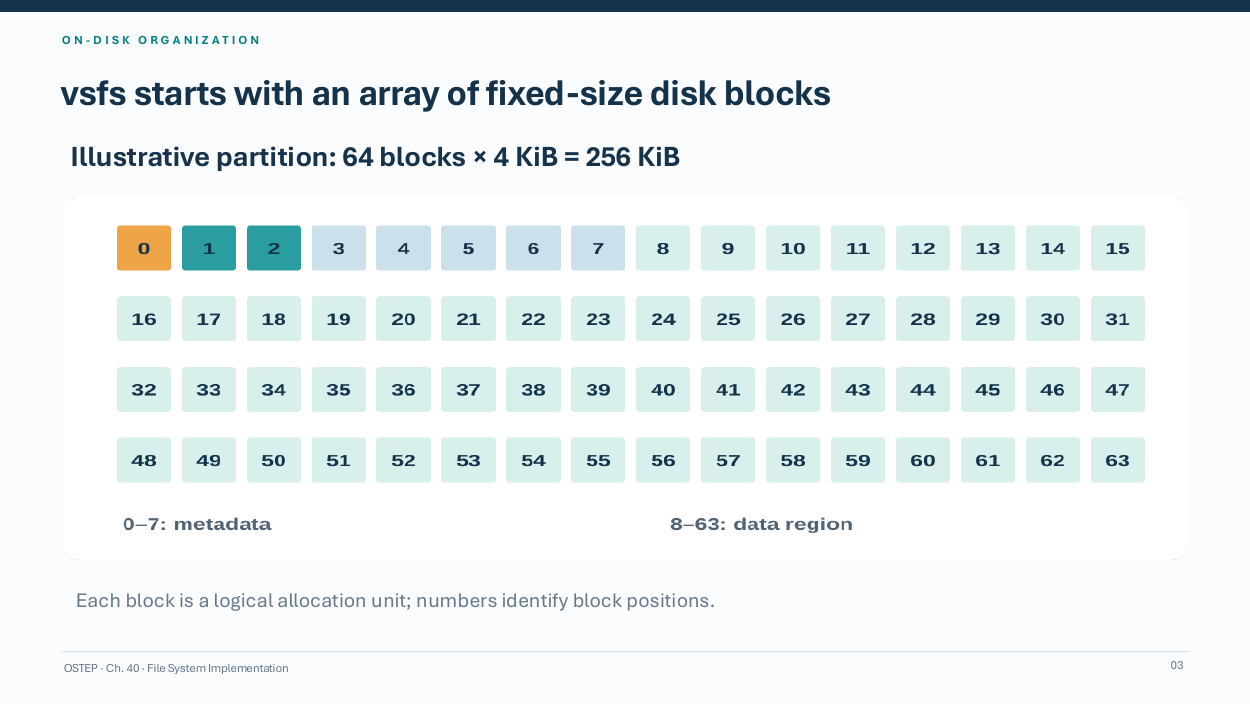 ON-DISK ORGANIZATION
vsfs starts with an array of fixed-size disk blocks
Illustrative partition: 64 blocks × 4 KiB = 256 KiB
0 1 2 3 4 5 6 7 8 9 10 11 12 13 14 15
16 17 18 19 20 21 22 23 24 25 26 27 28 29 30 31
32 33 34 35 36 37 38 39 40 41 42 43 44 45 46 47
48 49 50 51 52 53 54 55 56 57 58 59 60 61 62 63
0–7: metadata 8–63: data region
Each block is a logical allocation unit; numbers identify block positions.
OSTEP · Ch. 40 · File System Implementation 03